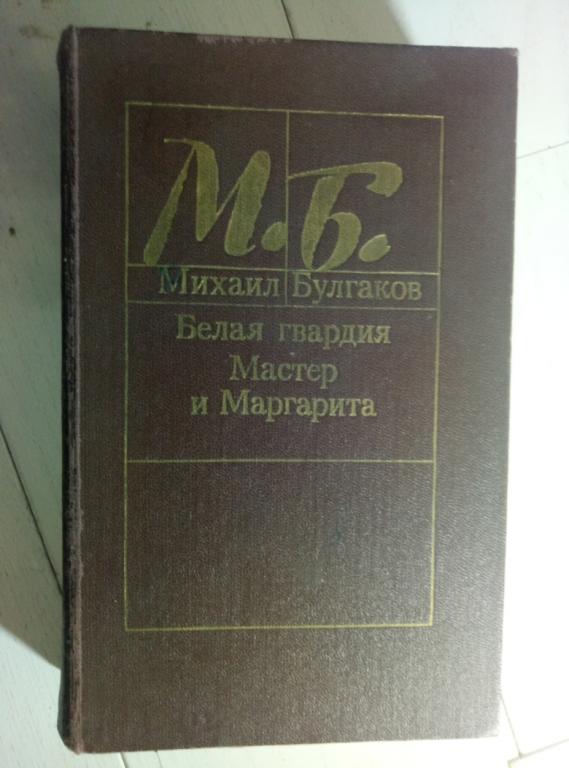 М.Б.
Михаил Булгаков
Белая гвардия
Мастер
и Маргарита